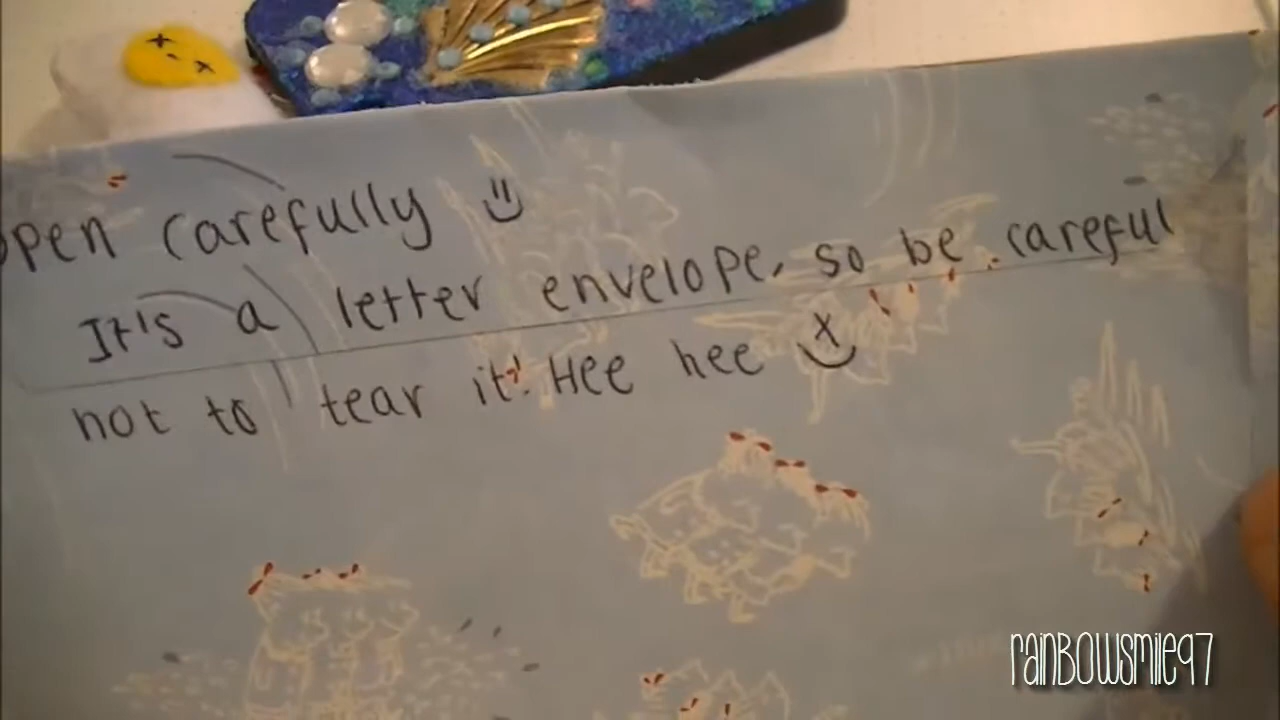 open carefully
It's a letter envelope, so be careful
not to tear it! Hee hee
rainbowsmile97